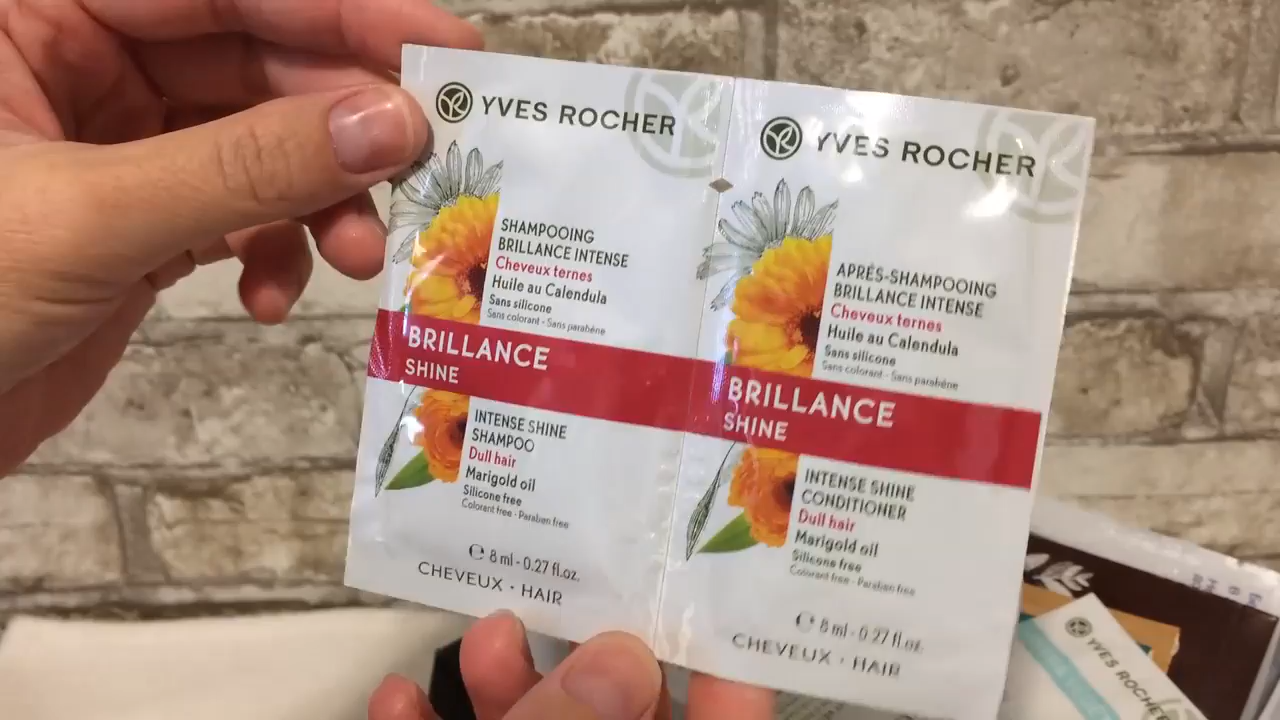 YVES ROCHER
SHAMPOOING
BRILLANCE INTENSE
Cheveux ternes
Huile au Calendula
Sans silicone
Sans colorant - Sans parabène
BRILLANCE
SHINE
INTENSE SHINE
SHAMPOO
Dull hair
Marigold oil
Silicone free
Colorant free - Paraben free
℮ 8 ml - 0.27 fl.oz.
CHEVEUX • HAIR
YVES ROCHER
APRÈS-SHAMPOOING
BRILLANCE INTENSE
Cheveux ternes
Huile au Calendula
Sans silicone
Sans colorant - Sans parabène
BRILLANCE
SHINE
INTENSE SHINE
CONDITIONER
Dull hair
Marigold oil
Silicone free
Colorant free - Paraben free
℮ 8 ml - 0.27 fl.oz.
CHEVEUX • HAIR
YVES ROCHER